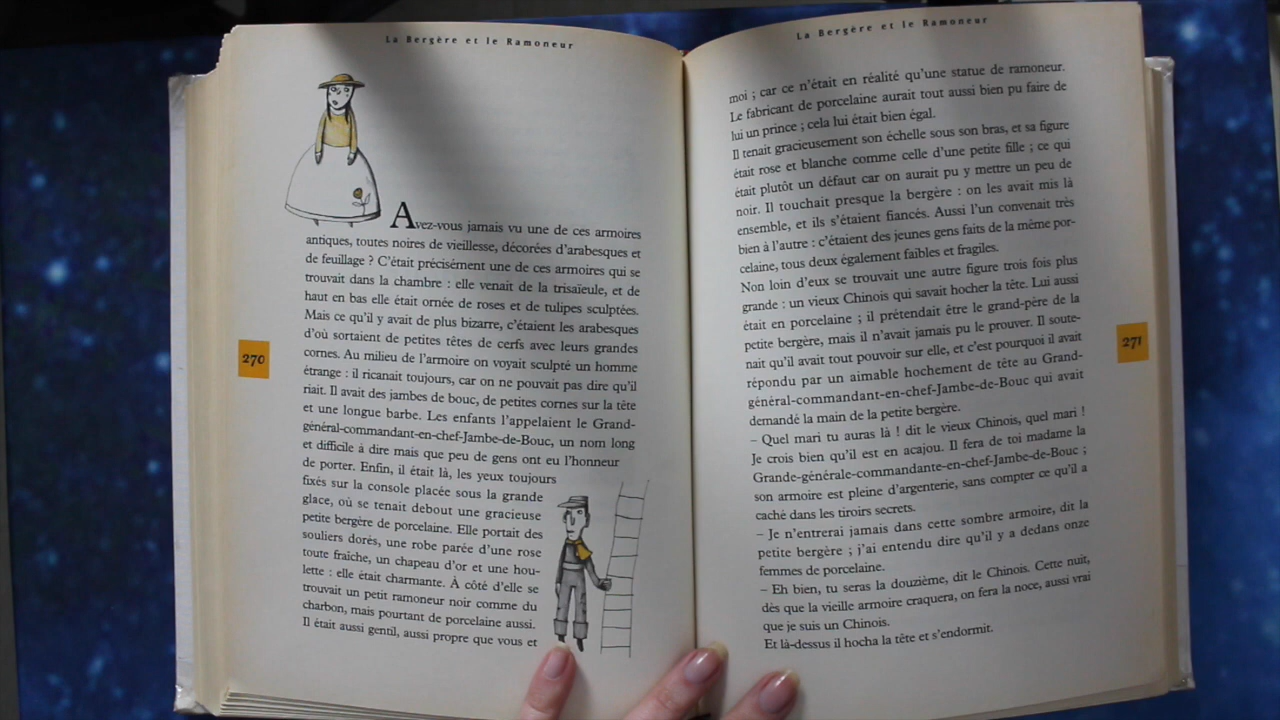 La Bergère et le Ramoneur
Avez-vous jamais vu une de ces armoires
antiques, toutes noires de vieillesse, décorées d'arabesques et
de feuillage ? C'était précisément une de ces armoires qui se
trouvait dans la chambre : elle venait de la trisaïeule, et de
haut en bas elle était ornée de roses et de tulipes sculptées.
Mais ce qu'il y avait de plus bizarre, c'étaient les arabesques
d'où sortaient de petites têtes de cerfs avec leurs grandes
cornes. Au milieu de l'armoire on voyait sculpté un homme
étrange : il ricanait toujours, car on ne pouvait pas dire qu'il
riait. Il avait des jambes de bouc, de petites cornes sur la tête
et une longue barbe. Les enfants l'appelaient le Grand-
général-commandant-en-chef-Jambe-de-Bouc, un nom long
et difficile à dire mais que peu de gens ont eu l'honneur
de porter. Enfin, il était là, les yeux toujours
fixés sur la console placée sous la grande
glace, où se tenait debout une gracieuse
petite bergère de porcelaine. Elle portait des
souliers dorés, une robe parée d'une rose
toute fraîche, un chapeau d'or et une hou-
lette : elle était charmante. À côté d'elle se
trouvait un petit ramoneur noir comme du
charbon, mais pourtant de porcelaine aussi.
Il était aussi gentil, aussi propre que vous et
270
La Bergère et le Ramoneur
moi ; car ce n'était en réalité qu'une statue de ramoneur.
Le fabricant de porcelaine aurait tout aussi bien pu faire de
lui un prince ; cela lui était bien égal.
Il tenait gracieusement son échelle sous son bras, et sa figure
était rose et blanche comme celle d'une petite fille ; ce qui
était plutôt un défaut car on aurait pu y mettre un peu de
noir. Il touchait presque la bergère : on les avait mis là
ensemble, et ils s'étaient fiancés. Aussi l'un convenait très
bien à l'autre : c'étaient des jeunes gens faits de la même por-
celaine, tous deux également faibles et fragiles.
Non loin d'eux se trouvait une autre figure trois fois plus
grande : un vieux Chinois qui savait hocher la tête. Lui aussi
était en porcelaine ; il prétendait être le grand-père de la
petite bergère, mais il n'avait jamais pu le prouver. Il soute-
nait qu'il avait tout pouvoir sur elle, et c'est pourquoi il avait
répondu par un aimable hochement de tête au Grand-
général-commandant-en-chef-Jambe-de-Bouc qui avait
demandé la main de la petite bergère.
– Quel mari tu auras là ! dit le vieux Chinois, quel mari !
Je crois bien qu'il est en acajou. Il fera de toi madame la
Grande-générale-commandante-en-chef-Jambe-de-Bouc ;
son armoire est pleine d'argenterie, sans compter ce qu'il a
caché dans les tiroirs secrets.
– Je n'entrerai jamais dans cette sombre armoire, dit la
petite bergère ; j'ai entendu dire qu'il y a dedans onze
femmes de porcelaine.
– Eh bien, tu seras la douzième, dit le Chinois. Cette nuit,
dès que la vieille armoire craquera, on fera la noce, aussi vrai
que je suis un Chinois.
Et là-dessus il hocha la tête et s'endormit.
271